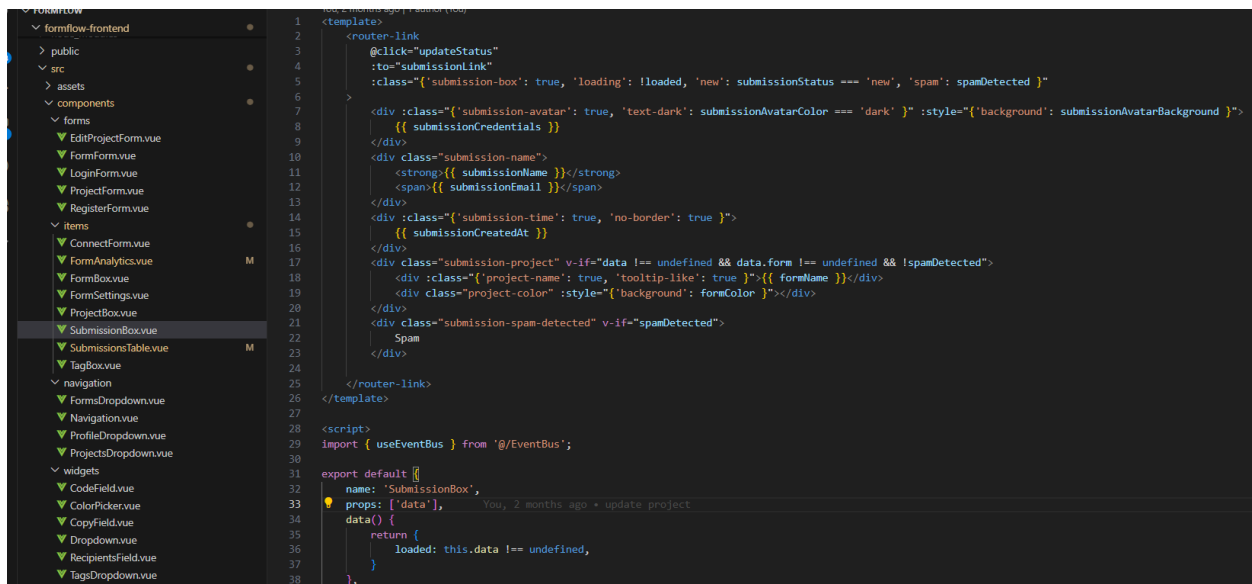 FORMFLOW
formflow-frontend
public
src
assets
components
forms
EditProjectForm.vue
FormForm.vue
LoginForm.vue
ProjectForm.vue
RegisterForm.vue
items
ConnectForm.vue
FormAnalytics.vue M
FormBox.vue
FormSettings.vue
ProjectBox.vue
SubmissionBox.vue
SubmissionsTable.vue M
TagBox.vue
navigation
FormsDropdown.vue
Navigation.vue
ProfileDropdown.vue
ProjectsDropdown.vue
widgets
CodeField.vue
ColorPicker.vue
CopyField.vue
Dropdown.vue
RecipientsField.vue
TagsDropdown.vue
You, 2 months ago | 1 author (You)
1 <template>
2 <router-link
3 @click="updateStatus"
4 :to="submissionLink"
5 :class="{'submission-box': true, 'loading': !loaded, 'new': submissionStatus === 'new', 'spam': spamDetected }"
6 >
7 <div :class="{'submission-avatar': true, 'text-dark': submissionAvatarColor === 'dark' }" :style="{'background': submissionAvatarBackground }">
8 {{ submissionCredentials }}
9 </div>
10 <div class="submission-name">
11 <strong>{{ submissionName }}</strong>
12 <span>{{ submissionEmail }}</span>
13 </div>
14 <div :class="{'submission-time': true, 'no-border': true }">
15 {{ submissionCreatedAt }}
16 </div>
17 <div class="submission-project" v-if="data !== undefined && data.form !== undefined && !spamDetected">
18 <div :class="{'project-name': true, 'tooltip-like': true }">{{ formName }}</div>
19 <div class="project-color" :style="{'background': formColor }"></div>
20 </div>
21 <div class="submission-spam-detected" v-if="spamDetected">
22 Spam
23 </div>
24
25 </router-link>
26 </template>
27
28 <script>
29 import { useEventBus } from '@/EventBus';
30
31 export default {
32 name: 'SubmissionBox',
33 props: ['data'], You, 2 months ago • update project
34 data() {
35 return {
36 loaded: this.data !== undefined,
37 }
38 },